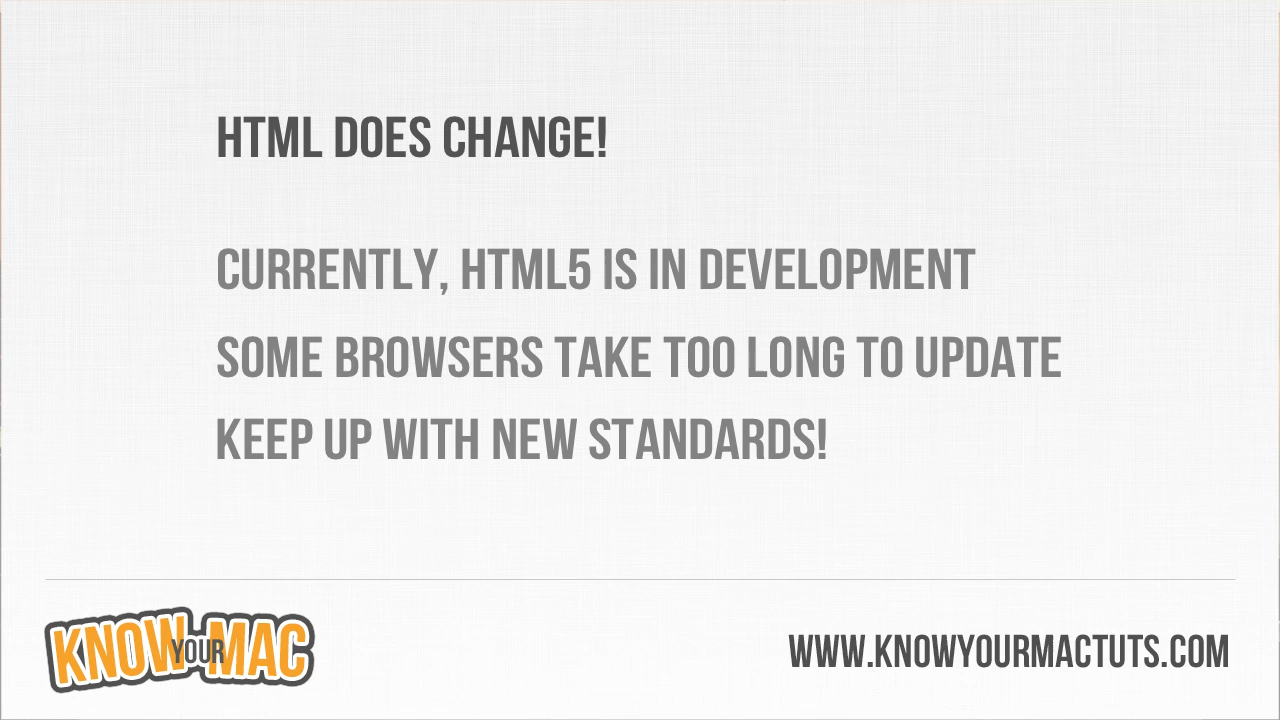 HTML DOES CHANGE!
CURRENTLY, HTML5 IS IN DEVELOPMENT
SOME BROWSERS TAKE TOO LONG TO UPDATE
KEEP UP WITH NEW STANDARDS!
KNOW YOUR MAC
WWW.KNOWYOURMACTUTS.COM